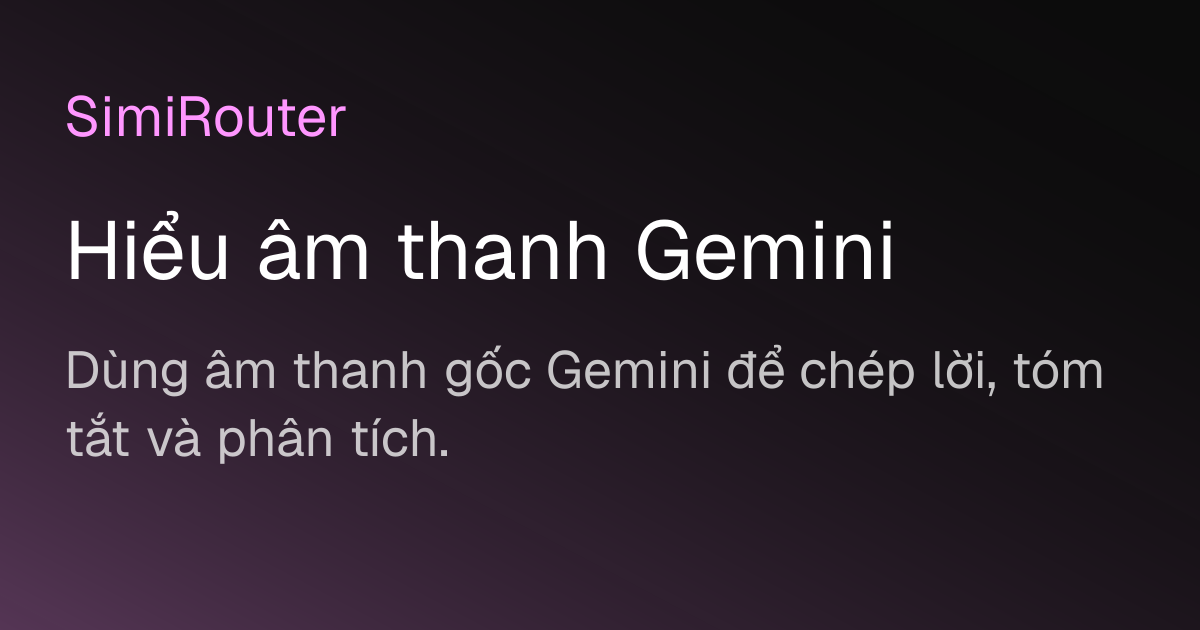 SimiRouter
Hiểu âm thanh Gemini
Dùng âm thanh gốc Gemini để chép lời, tóm
tắt và phân tích.